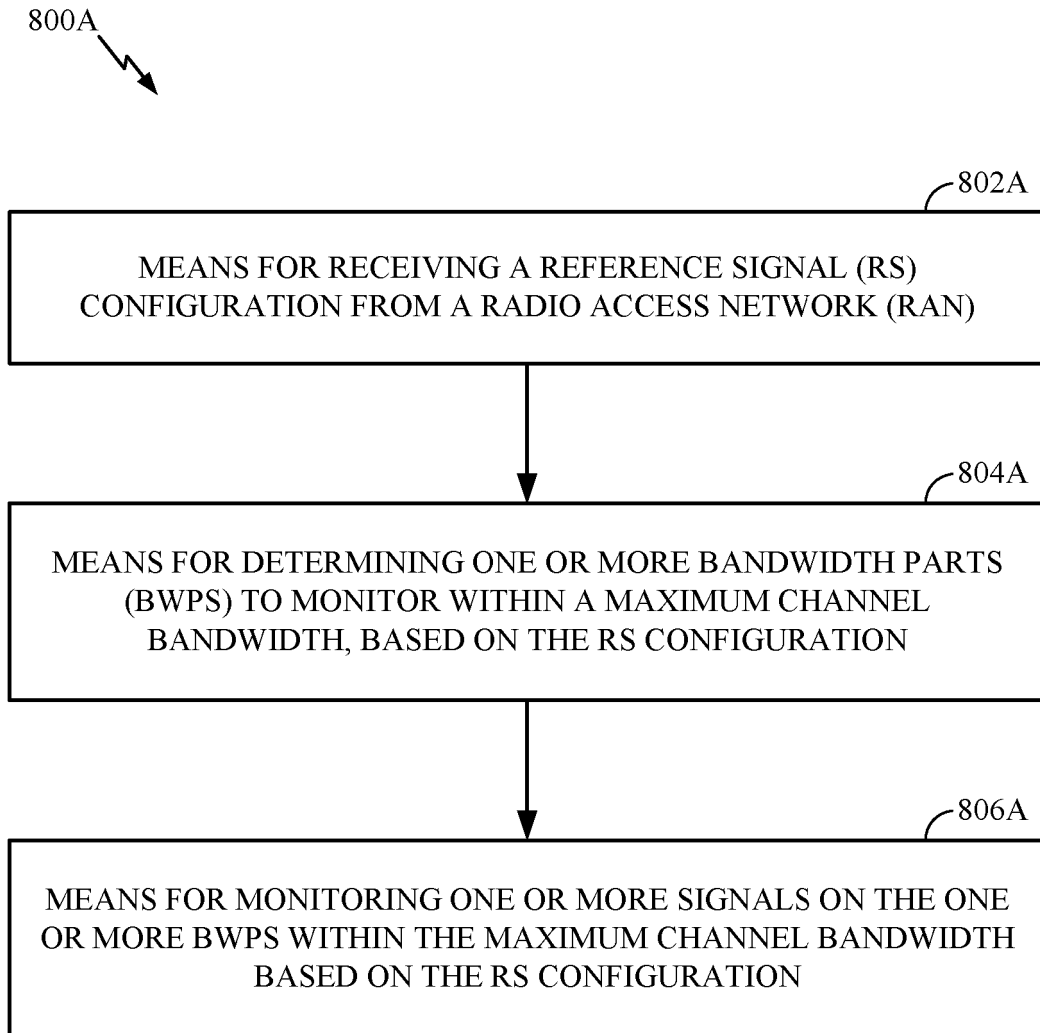 800A
802A
MEANS FOR RECEIVING A REFERENCE SIGNAL (RS)
CONFIGURATION FROM A RADIO ACCESS NETWORK (RAN)
804A
MEANS FOR DETERMINING ONE OR MORE BANDWIDTH PARTS
(BWPS) TO MONITOR WITHIN A MAXIMUM CHANNEL
BANDWIDTH, BASED ON THE RS CONFIGURATION
806A
MEANS FOR MONITORING ONE OR MORE SIGNALS ON THE ONE
OR MORE BWPS WITHIN THE MAXIMUM CHANNEL BANDWIDTH
BASED ON THE RS CONFIGURATION